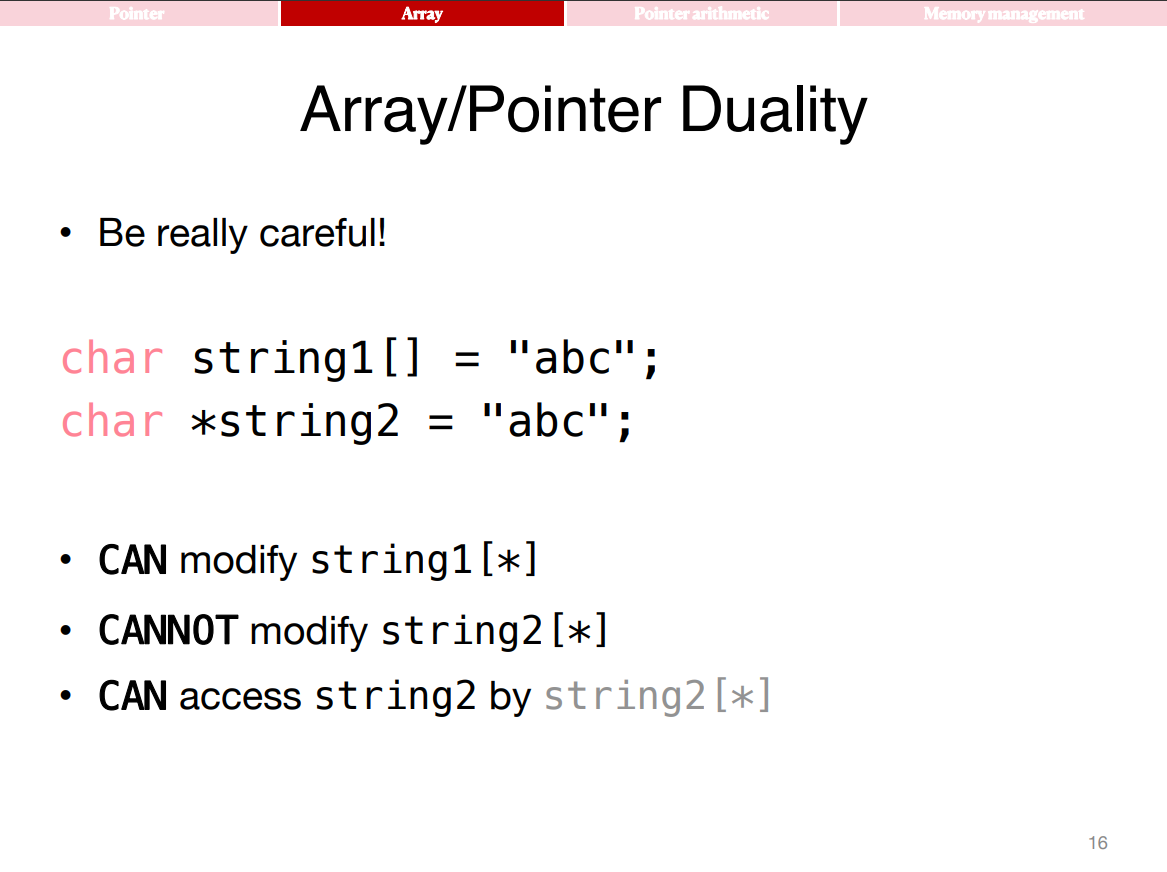 Pointer Array Pointer arithmetic Memory management
Array/Pointer Duality
• Be really careful!
char string1[] = "abc";
char *string2 = "abc";
• CAN modify string1[*]
• CANNOT modify string2[*]
• CAN access string2 by string2[*]
16